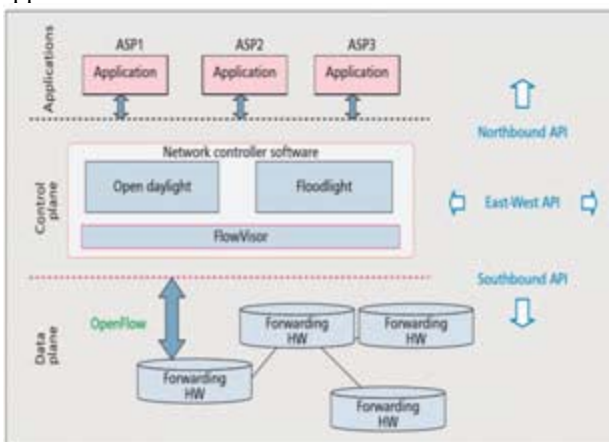 Applications
ASP1
ASP2
ASP3
Application
Application
Application
Northbound API
Control plane
Network controller software
Open daylight
Floodlight
FlowVisor
East-West API
Southbound API
Data plane
OpenFlow
Forwarding
HW
Forwarding
HW
Forwarding
HW
Forwarding
HW